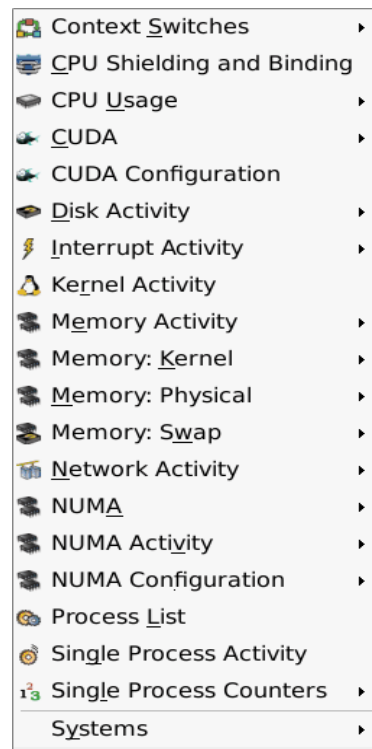 Context Switches
CPU Shielding and Binding
CPU Usage
CUDA
CUDA Configuration
Disk Activity
Interrupt Activity
Kernel Activity
Memory Activity
Memory: Kernel
Memory: Physical
Memory: Swap
Network Activity
NUMA
NUMA Activity
NUMA Configuration
Process List
Single Process Activity
Single Process Counters
Systems